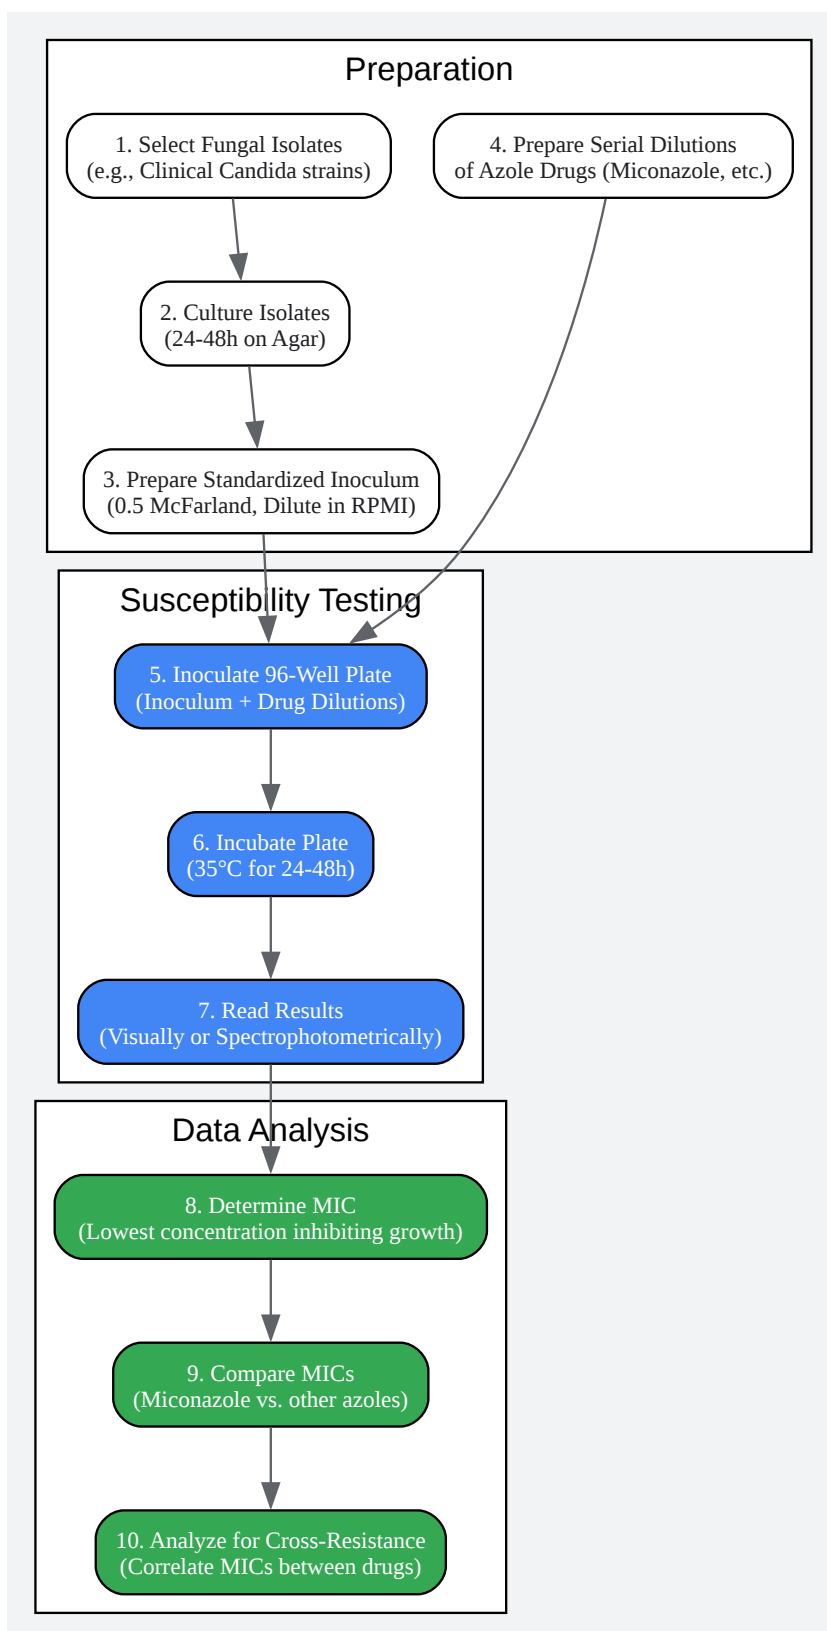 Preparation
1. Select Fungal Isolates
(e.g., Clinical Candida strains)
4. Prepare Serial Dilutions
of Azole Drugs (Miconazole, etc.)
2. Culture Isolates
(24-48h on Agar)
3. Prepare Standardized Inoculum
(0.5 McFarland, Dilute in RPMI)
Susceptibility Testing
5. Inoculate 96-Well Plate
(Inoculum + Drug Dilutions)
6. Incubate Plate
(35°C for 24-48h)
7. Read Results
(Visually or Spectrophotometrically)
Data Analysis
8. Determine MIC
(Lowest concentration inhibiting growth)
9. Compare MICs
(Miconazole vs. other azoles)
10. Analyze for Cross-Resistance
(Correlate MICs between drugs)